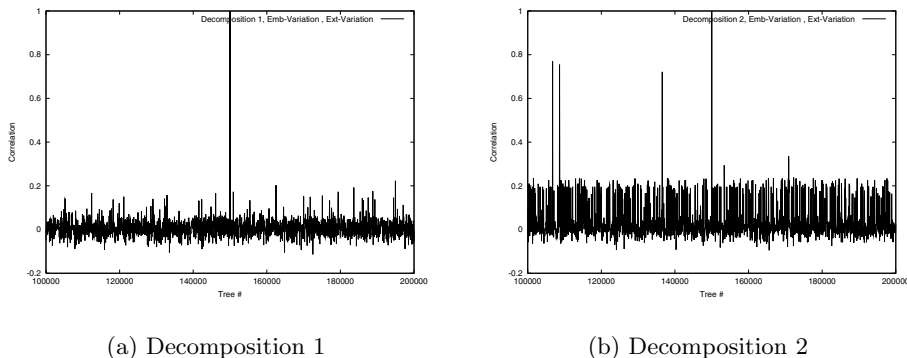 Decomposition 1, Emb-Variation , Ext-Variation
1
0.8
0.6
0.4
0.2
0
-0.2
Correlation
100000 120000 140000 160000 180000 200000
Tree #
(a) Decomposition 1
Decomposition 2, Emb-Variation , Ext-Variation
1
0.8
0.6
0.4
0.2
0
-0.2
Correlation
100000 120000 140000 160000 180000 200000
Tree #
(b) Decomposition 2